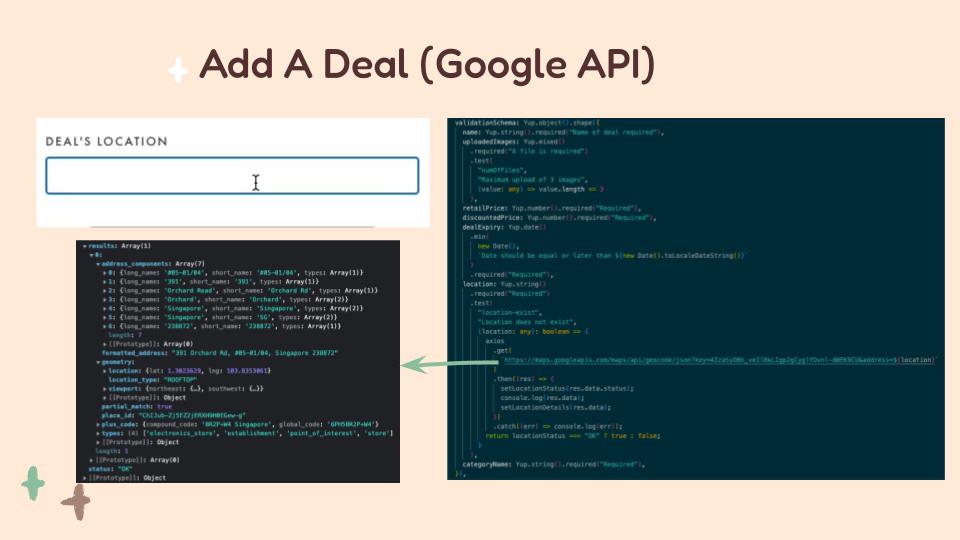 Add A Deal (Google API)
DEAL'S LOCATION
results: Array(1)
0:
address_components: Array(7)
0: {long_name: '#05-01/04', short_name: '#05-01/04', types: Array(1)}
1: {long_name: '391', short_name: '391', types: Array(1)}
2: {long_name: 'Orchard Road', short_name: 'Orchard Rd', types: Array(1)}
3: {long_name: 'Orchard', short_name: 'Orchard', types: Array(2)}
4: {long_name: 'Singapore', short_name: 'Singapore', types: Array(2)}
5: {long_name: 'Singapore', short_name: 'SG', types: Array(2)}
6: {long_name: '238872', short_name: '238872', types: Array(1)}
length: 7
[[Prototype]]: Array(0)
formatted_address: "391 Orchard Rd, #05-01/04, Singapore 238872"
geometry:
location: {lat: 1.3023629, lng: 103.8353061}
location_type: "ROOFTOP"
viewport: {northeast: {…}, southwest: {…}}
[[Prototype]]: Object
partial_match: true
place_id:
plus_code: {compound_code: '8R2P+W4 Singapore', global_code: '6PH58R2P+W4'}
types: (4) ['electronics_store', 'establishment', 'point_of_interest', 'store']
[[Prototype]]: Object
length: 1
[[Prototype]]: Array(0)
status: "OK"
[[Prototype]]: Object
validationSchema: Yup.object().shape({
name: Yup.string().required("Name of deal required"),
uploadedImages: Yup.mixed()
.required("A file is required")
.test(
"numOfFiles",
"Maximum upload of 3 images",
(value: any) => value.length <= 3
),
retailPrice: Yup.number().required("Required"),
discountedPrice: Yup.number().required("Required"),
dealExpiry: Yup.date()
.min(
new Date(),
`Date should be equal or later than ${new Date().toLocaleDateString()}`
)
.required("Required"),
location: Yup.string()
.required("Required")
.test(
"location-exist",
"Location does not exist",
(location: any): boolean => {
axios
.get(
`https://maps.googleapis.com/maps/api/geocode/json?key=&address=${location}`
)
.then((res) => {
setLocationStatus(res.data.status);
console.log(res.data);
setLocationDetails(res.data);
})
.catch((err) => console.log(err));
return locationStatus === "OK" ? true : false;
}
),
categoryName: Yup.string().required("Required"),
}),